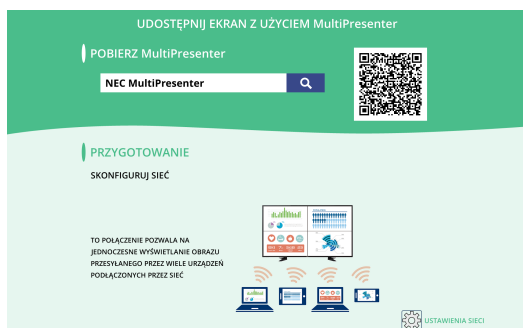 UDOSTĘPNIJ EKRAN Z UŻYCIEM MultiPresenter
POBIERZ MultiPresenter
NEC MultiPresenter
PRZYGOTOWANIE
SKONFIGURUJ SIEĆ
TO POŁĄCZENIE POZWALA NA
JEDNOCZESNE WYŚWIETLANIE OBRAZU
PRZESYŁANEGO PRZEZ WIELE URZĄDZEŃ
PODŁĄCZONYCH PRZEZ SIEĆ
USTAWIENIA SIECI